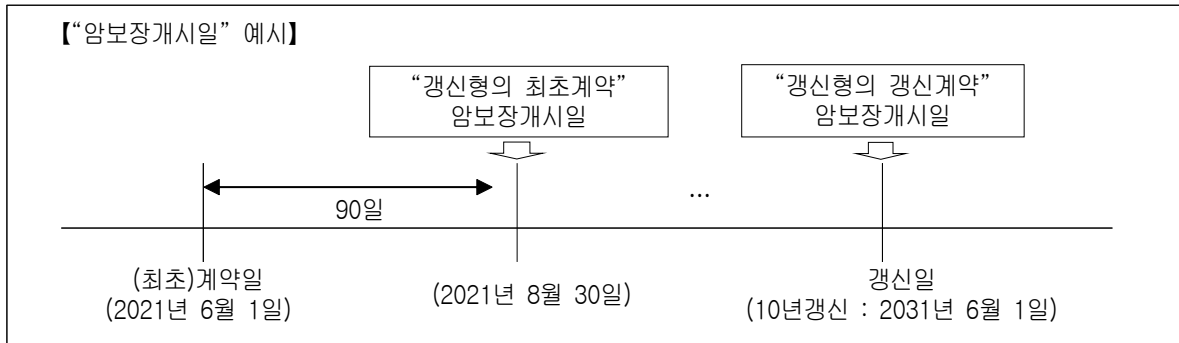 【“암보장개시일” 예시】
“갱신형의 최초계약”
암보장개시일
“갱신형의 갱신계약”
암보장개시일
...
90일
(최초)계약일
(2021년 6월 1일)
(2021년 8월 30일)
갱신일
(10년갱신 : 2031년 6월 1일)